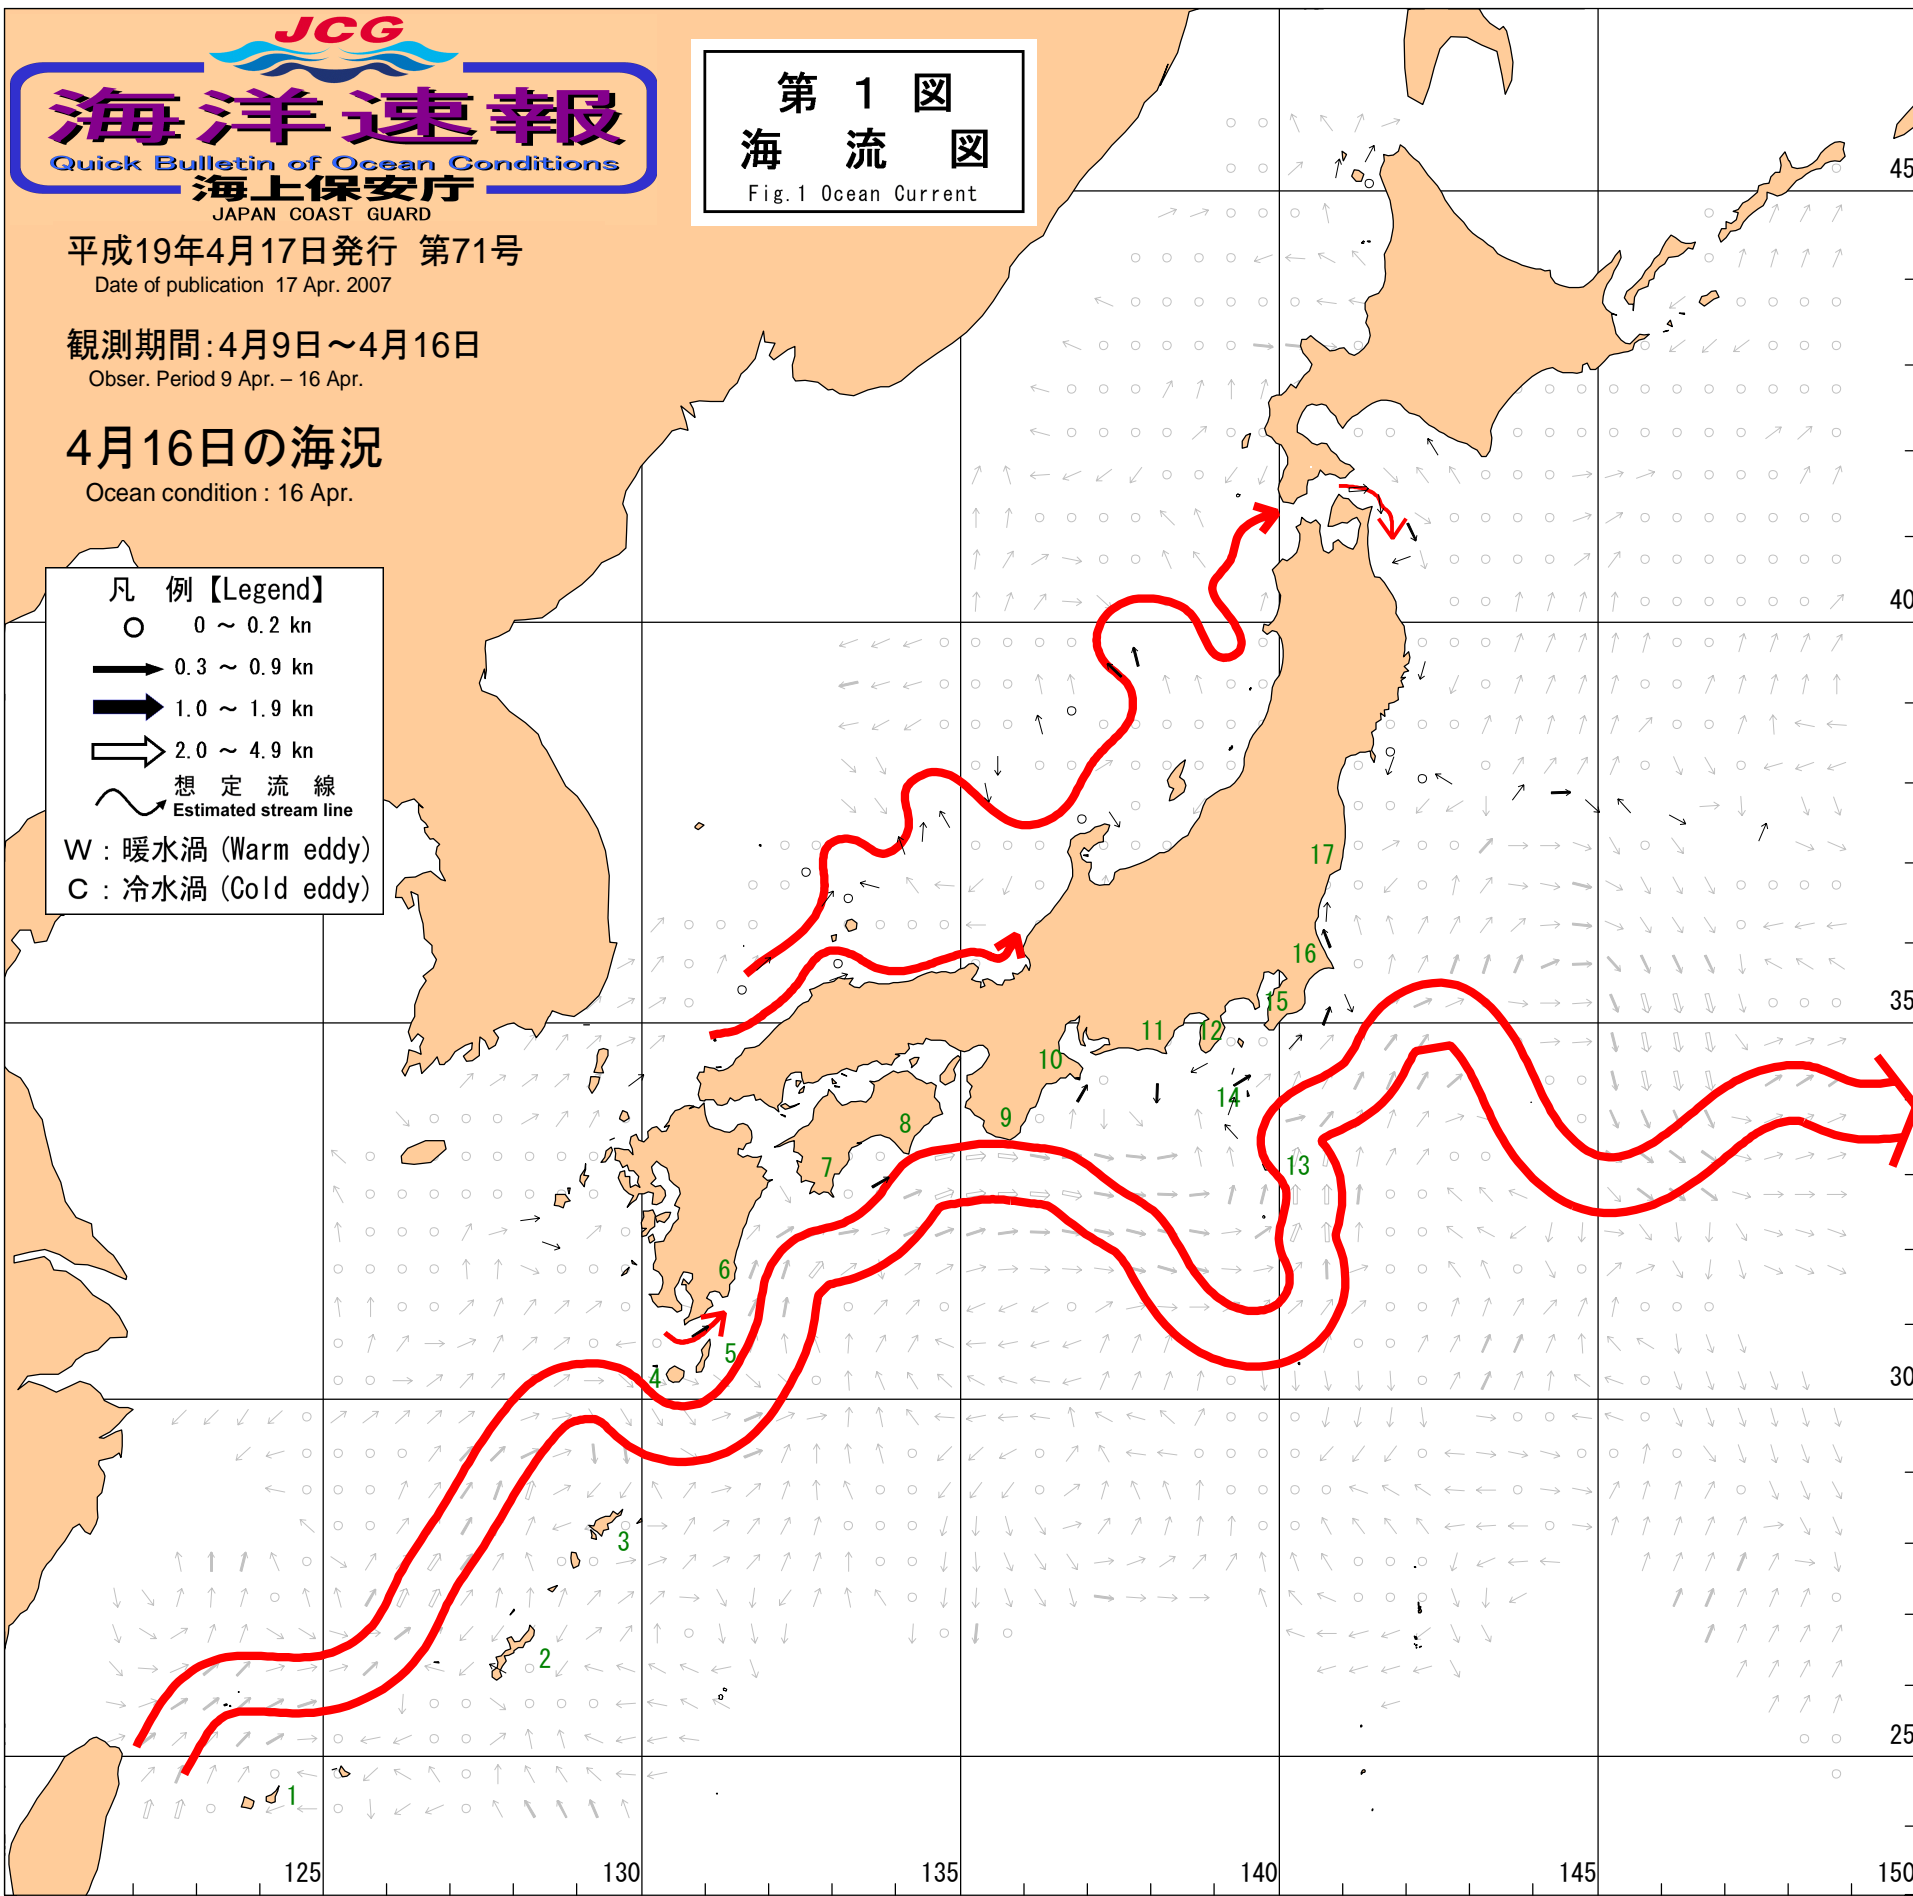 JCG
海洋速報
Quick Bulletin of Ocean Conditions
海上保安庁
JAPAN COAST GUARD
平成19年4月17日発行 第71号
Date of publication 17 Apr. 2007
観測期間:4月9日～4月16日
Obser. Period 9 Apr. – 16 Apr.
4月16日の海況
Ocean condition : 16 Apr.
第 1 図
海 流 図
Fig.1 Ocean Current
凡 例【Legend】
0 ～ 0.2 kn
0.3 ～ 0.9 kn
1.0 ～ 1.9 kn
2.0 ～ 4.9 kn
想 定 流 線
Estimated stream line
W : 暖水渦 (Warm eddy)
C : 冷水渦 (Cold eddy)
45
40
17
16
15
35
11
12
10
14
9
8
7
13
6
5
4
30
3
2
25
1
125
130
135
140
145
150